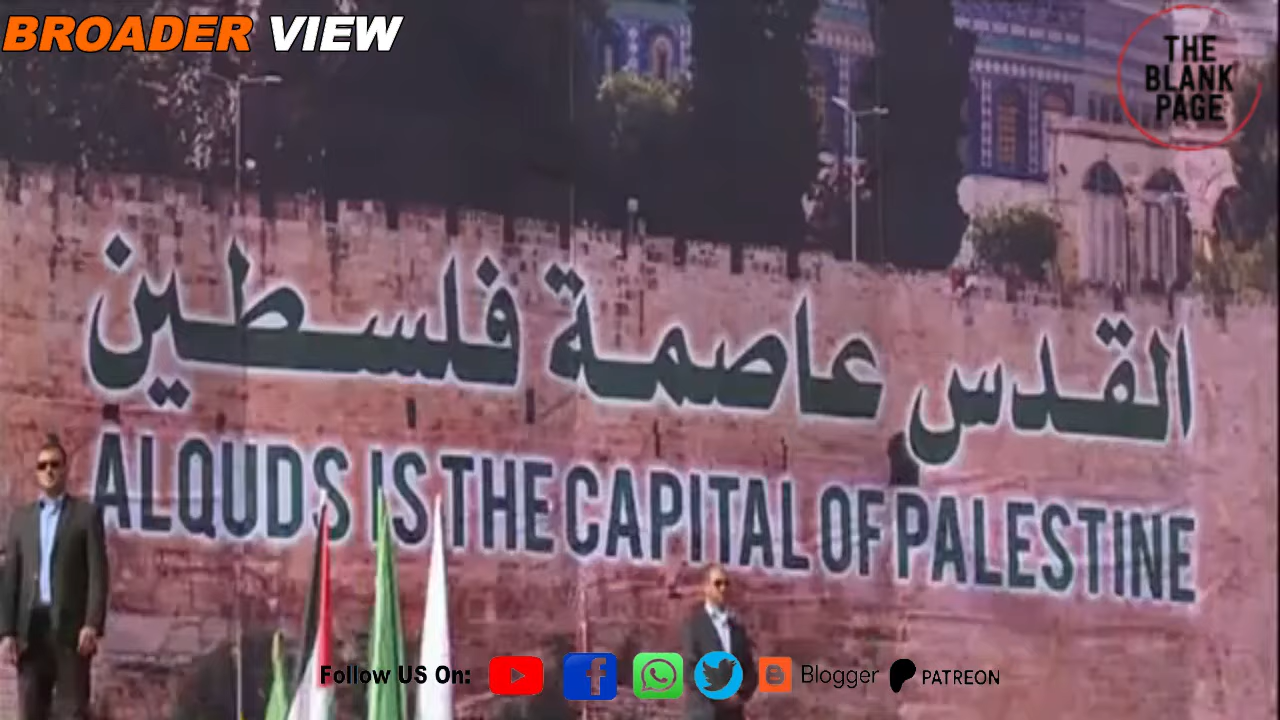 BROADER VIEW
THE
BLANK
PAGE
القدس عاصمة فلسطين
ALQUDS IS THE CAPITAL OF PALESTINE
Follow US On:
Blogger
PATREON